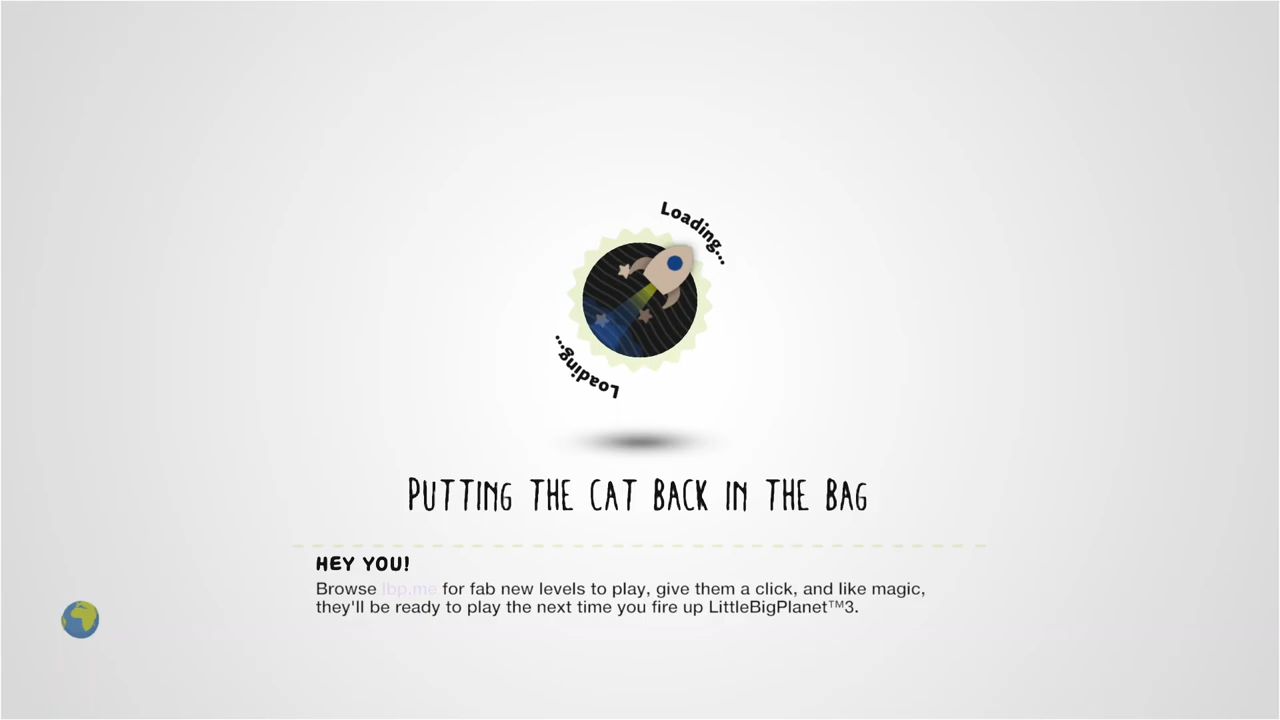 Loading...
Loading...
PUTTING THE CAT BACK IN THE BAG
HEY YOU!
Browse lbp.me for fab new levels to play, give them a click, and like magic,
they'll be ready to play the next time you fire up LittleBigPlanet™3.